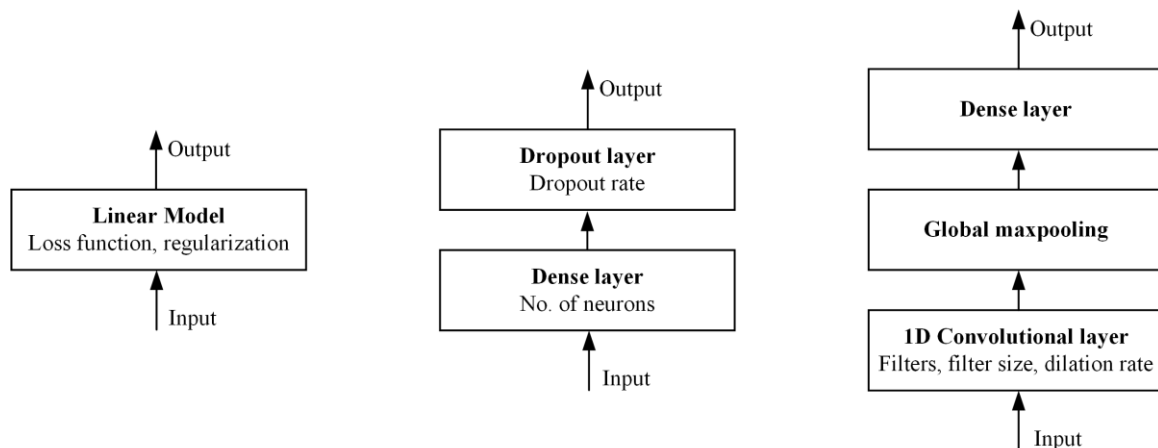 Output
Linear Model
Loss function, regularization
Input
Output
Dropout layer
Dropout rate
Dense layer
No. of neurons
Input
Output
Dense layer
Global maxpooling
1D Convolutional layer
Filters, filter size, dilation rate
Input